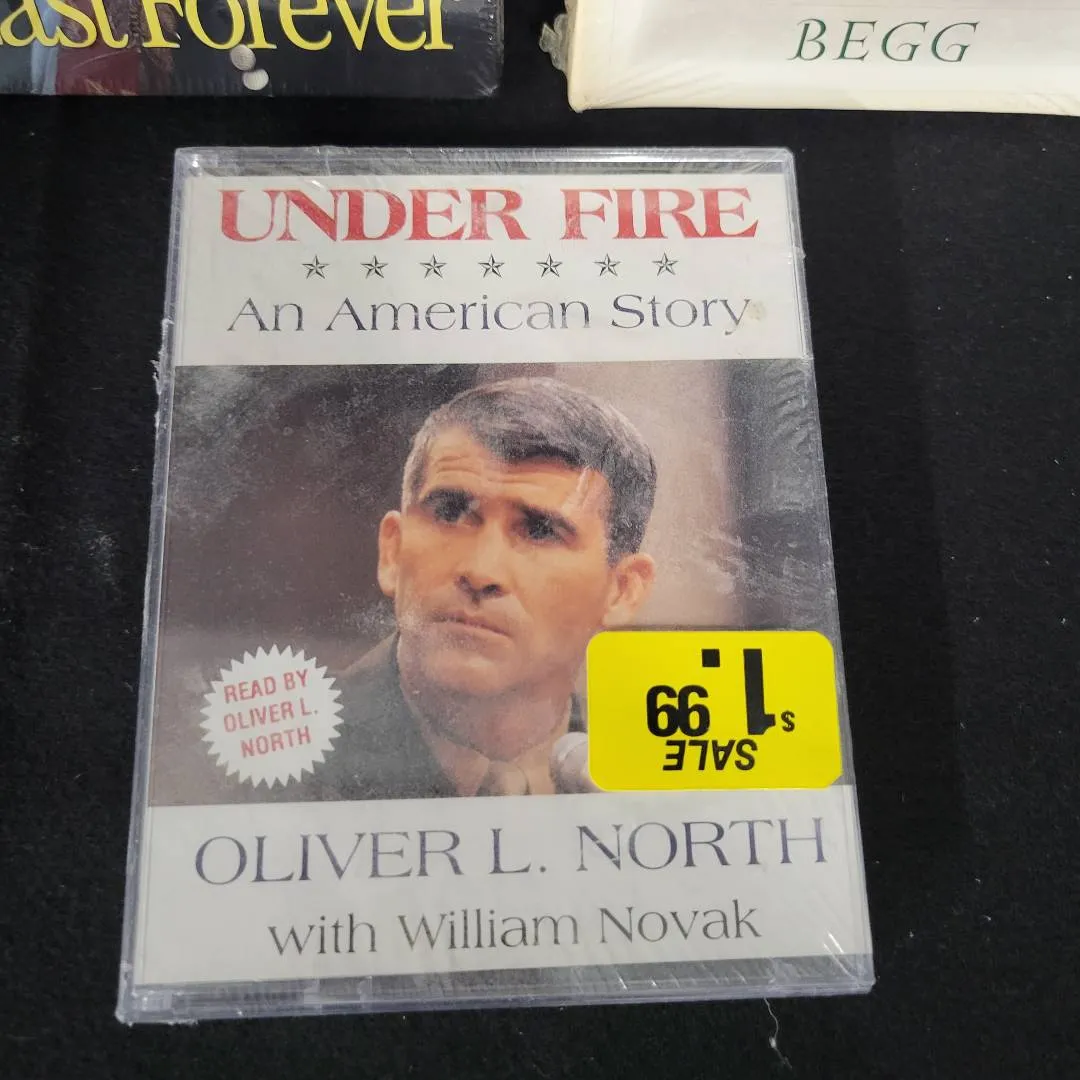 ast Forever
BEGG
UNDER FIRE
An American Story
READ BY
OLIVER L.
NORTH
SALE
$1.99
OLIVER L. NORTH
with William Novak